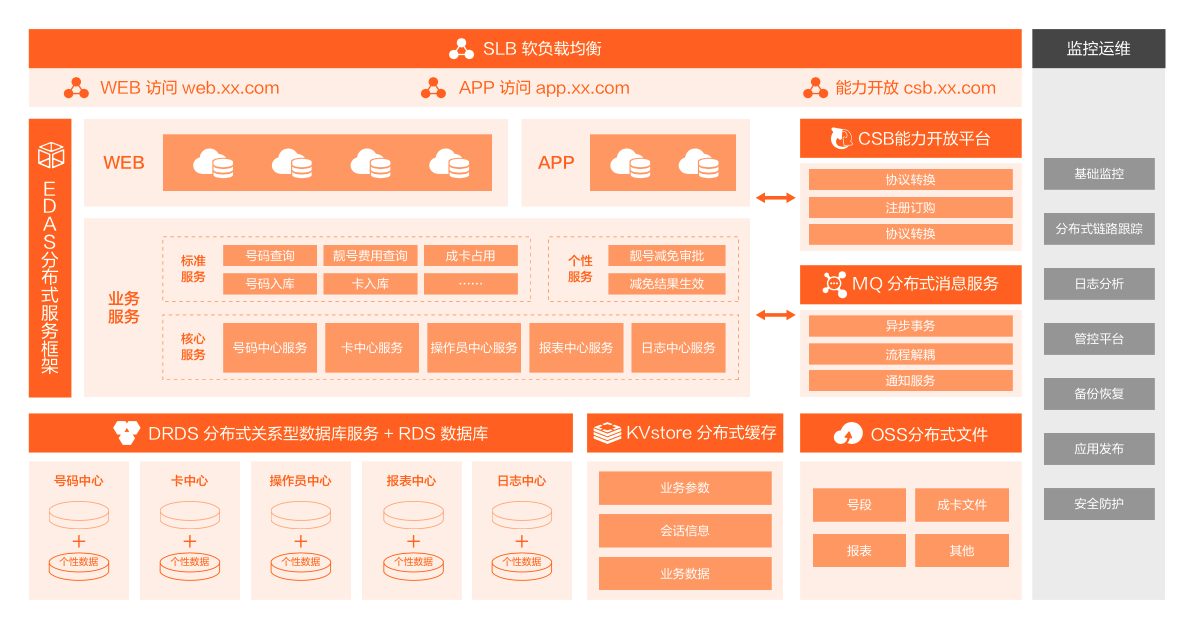 SLB 软负载均衡
WEB 访问 web.xx.com
APP 访问 app.xx.com
能力开放 csb.xx.com
EDAS分布式服务框架
WEB
APP
业务
服务
标准
服务
号码查询
靓号费用查询
成卡占用
号码入库
卡入库
······
个性
服务
靓号减免审批
减免结果生效
核心
服务
号码中心服务
卡中心服务
操作员中心服务
报表中心服务
日志中心服务
CSB能力开放平台
协议转换
注册订购
协议转换
MQ 分布式消息服务
异步事务
流程解耦
通知服务
DRDS 分布式关系型数据库服务 + RDS 数据库
号码中心
卡中心
操作员中心
报表中心
日志中心
+
+
+
+
+
个性数据
个性数据
个性数据
个性数据
个性数据
KVstore 分布式缓存
业务参数
会话信息
业务数据
OSS分布式文件
号段
成卡文件
报表
其他
监控运维
基础监控
分布式链路跟踪
日志分析
管控平台
备份恢复
应用发布
安全防护